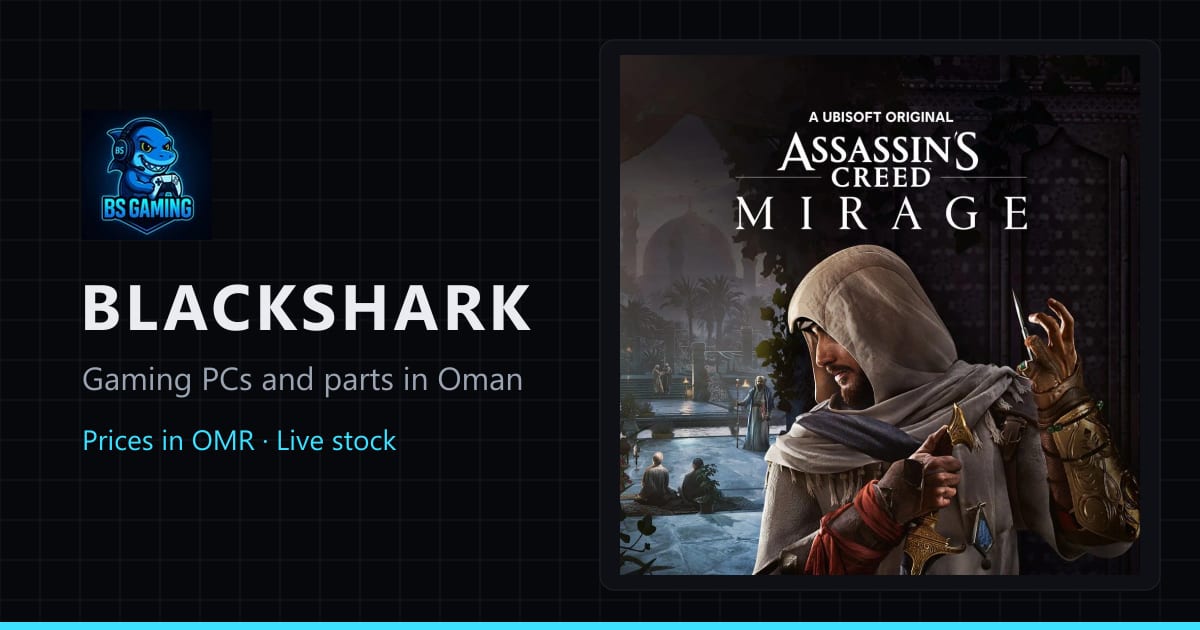 BS
BS GAMING
BLACKSHARK
Gaming PCs and parts in Oman
Prices in OMR · Live stock
A UBISOFT ORIGINAL
ASSASSIN'S
CREED
MIRAGE